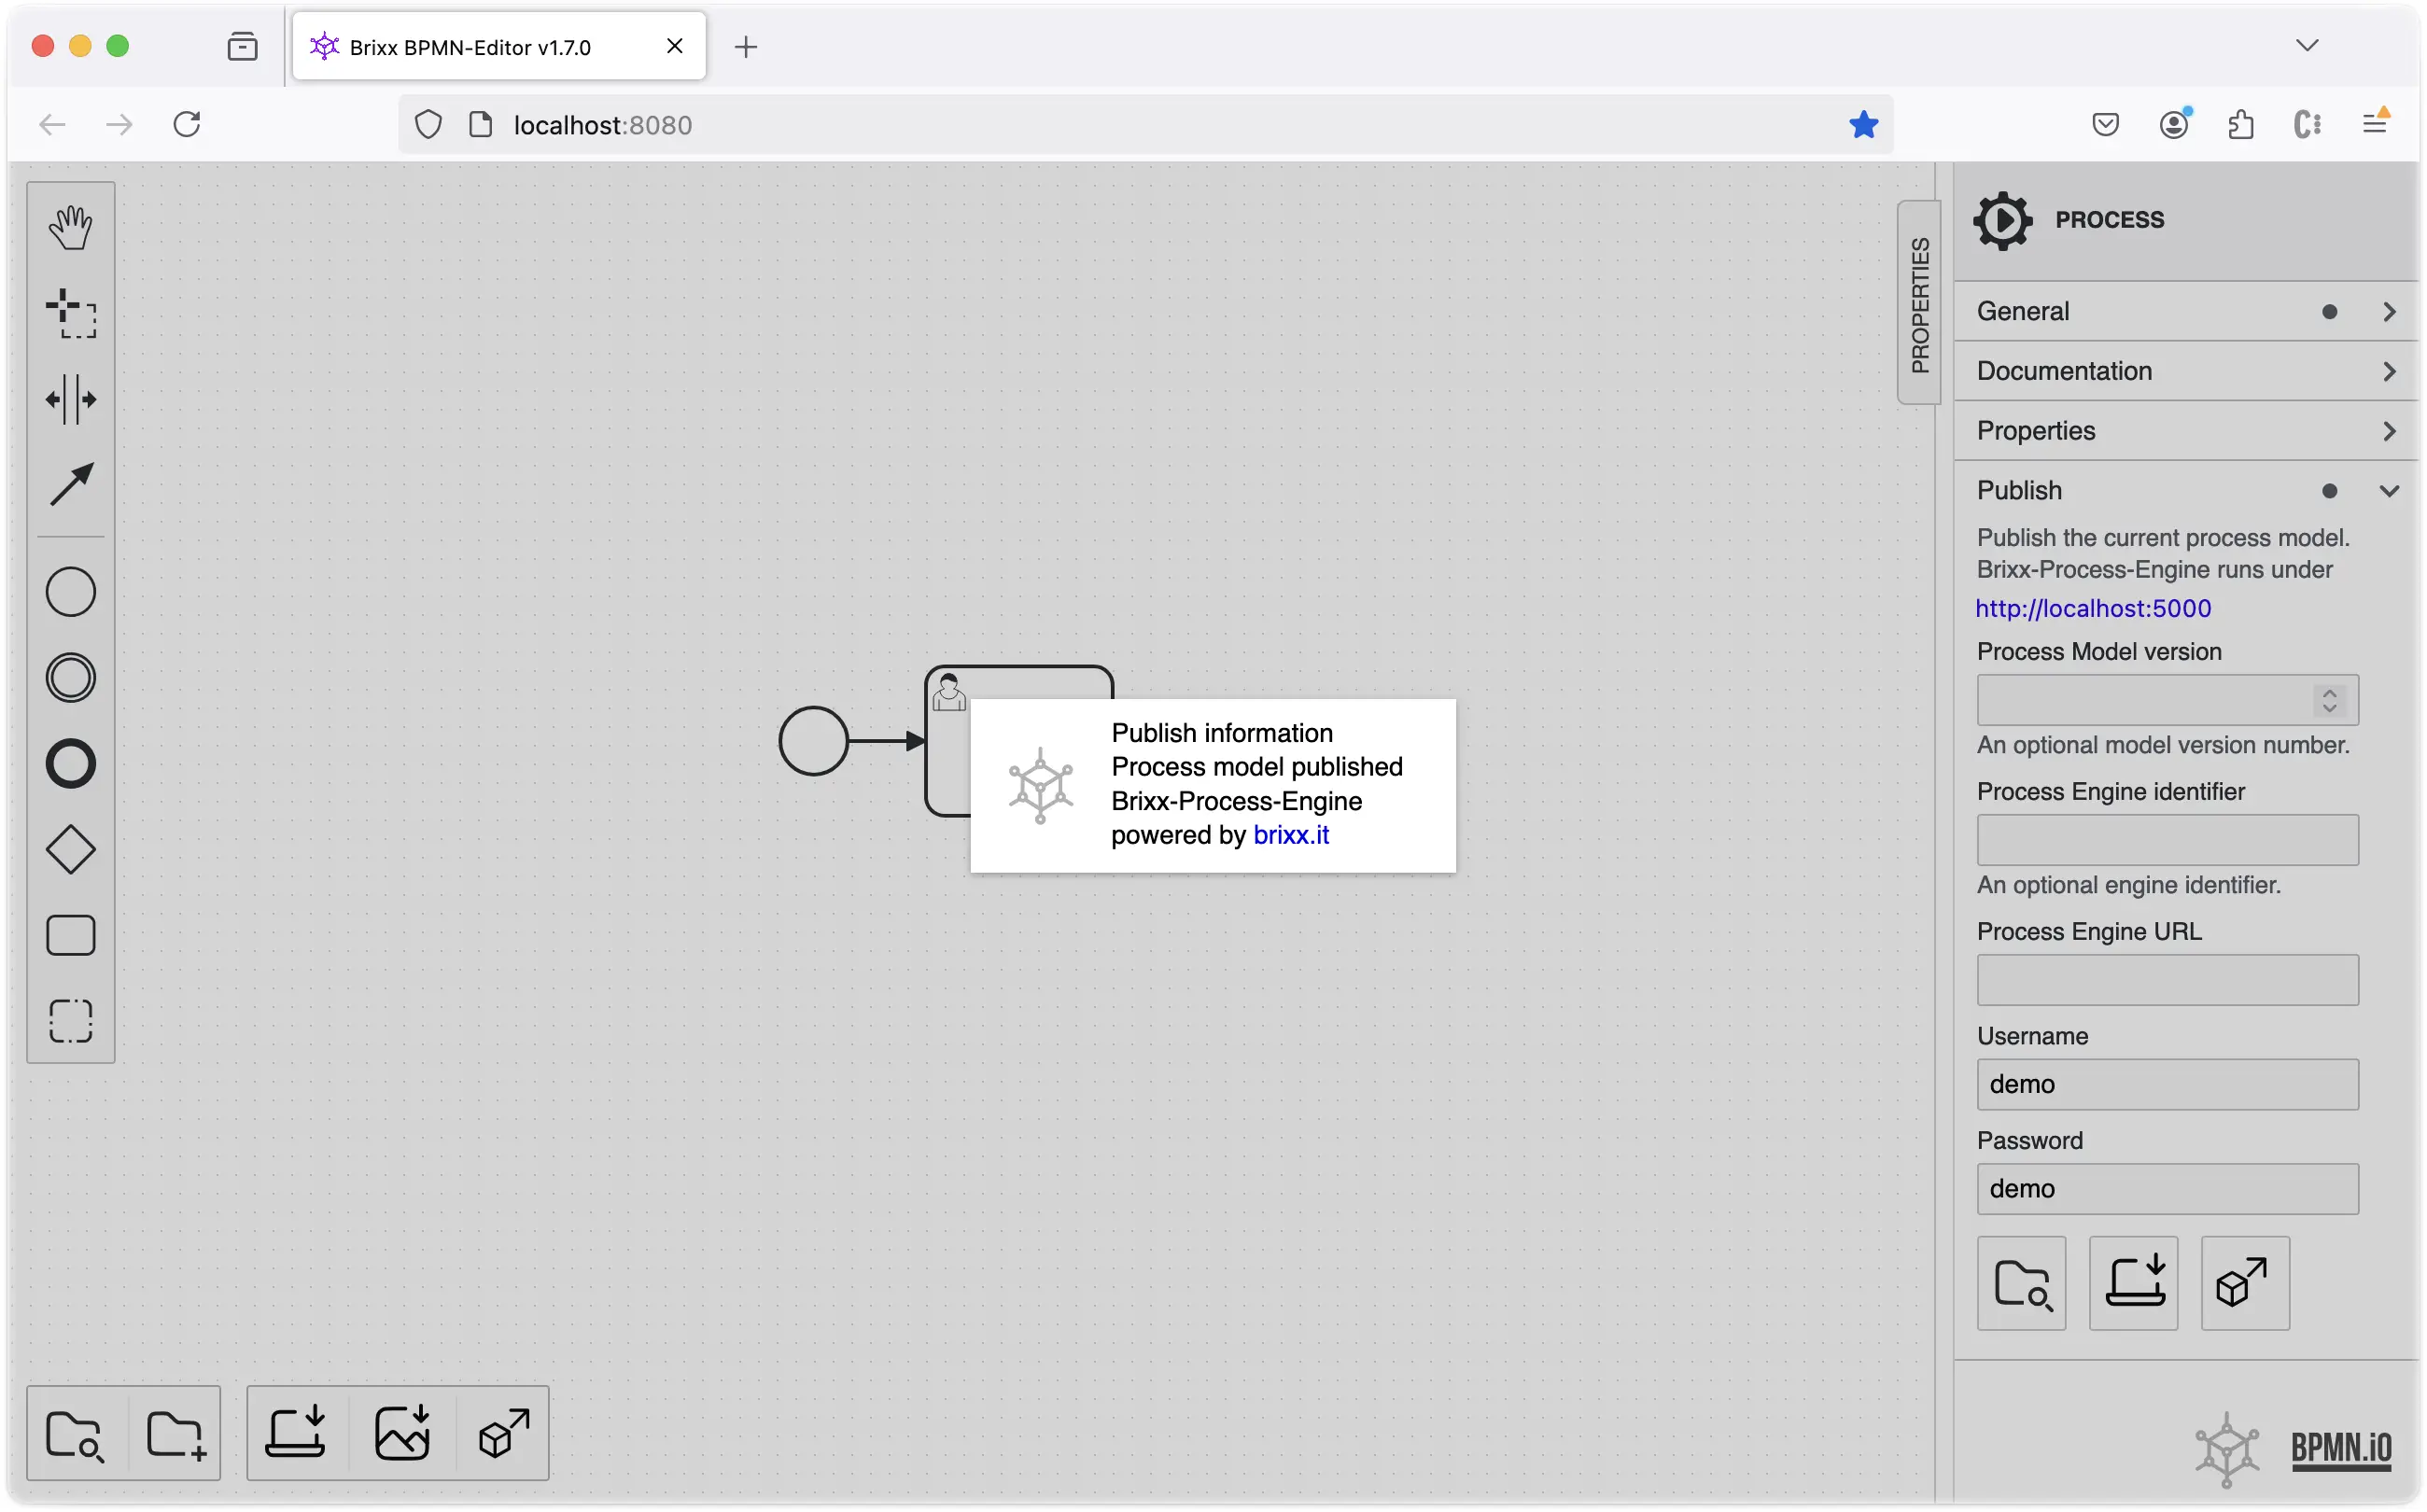 Brixx BPMN-Editor v1.7.0
localhost:8080
PROPERTIES
PROCESS
General
Documentation
Properties
Publish
Publish the current process model.
Brixx-Process-Engine runs under
http://localhost:5000
Process Model version
An optional model version number.
Process Engine identifier
An optional engine identifier.
Process Engine URL
Username
demo
Password
demo
Publish information
Process model published
Brixx-Process-Engine
powered by brixx.it
BPMN.iO